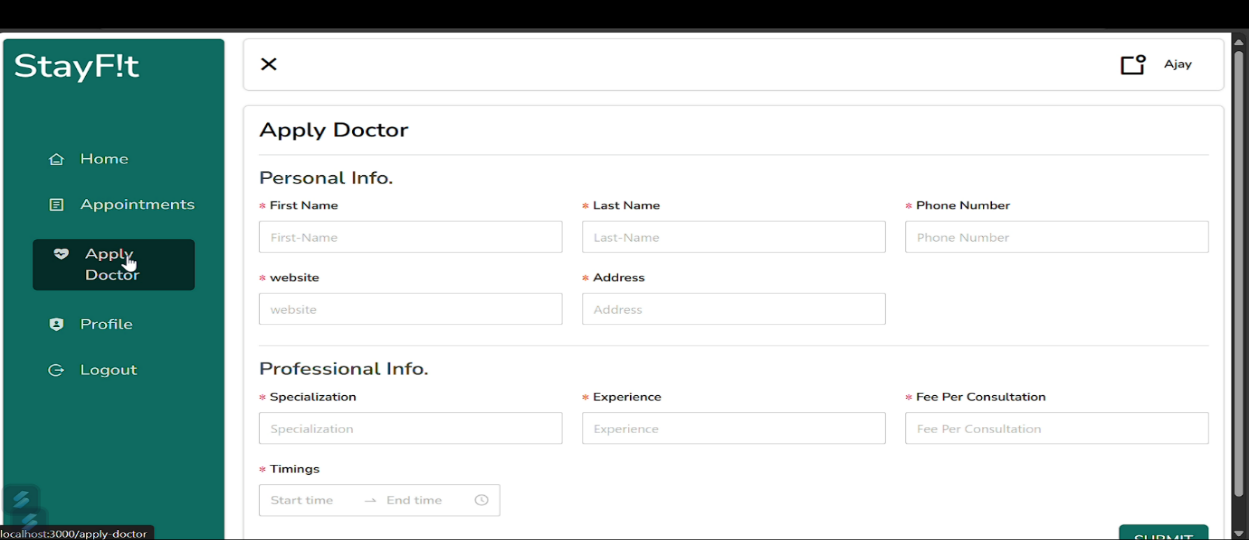 StayF!t
Ajay
Home
Appointments
Apply
Doctor
Profile
Logout
Apply Doctor
Personal Info.
* First Name * Last Name * Phone Number
First-Name Last-Name Phone Number
* website * Address
website Address
Professional Info.
* Specialization * Experience * Fee Per Consultation
Specialization Experience Fee Per Consultation
* Timings
Start time → End time
SUBMIT
localhost:3000/apply-doctor